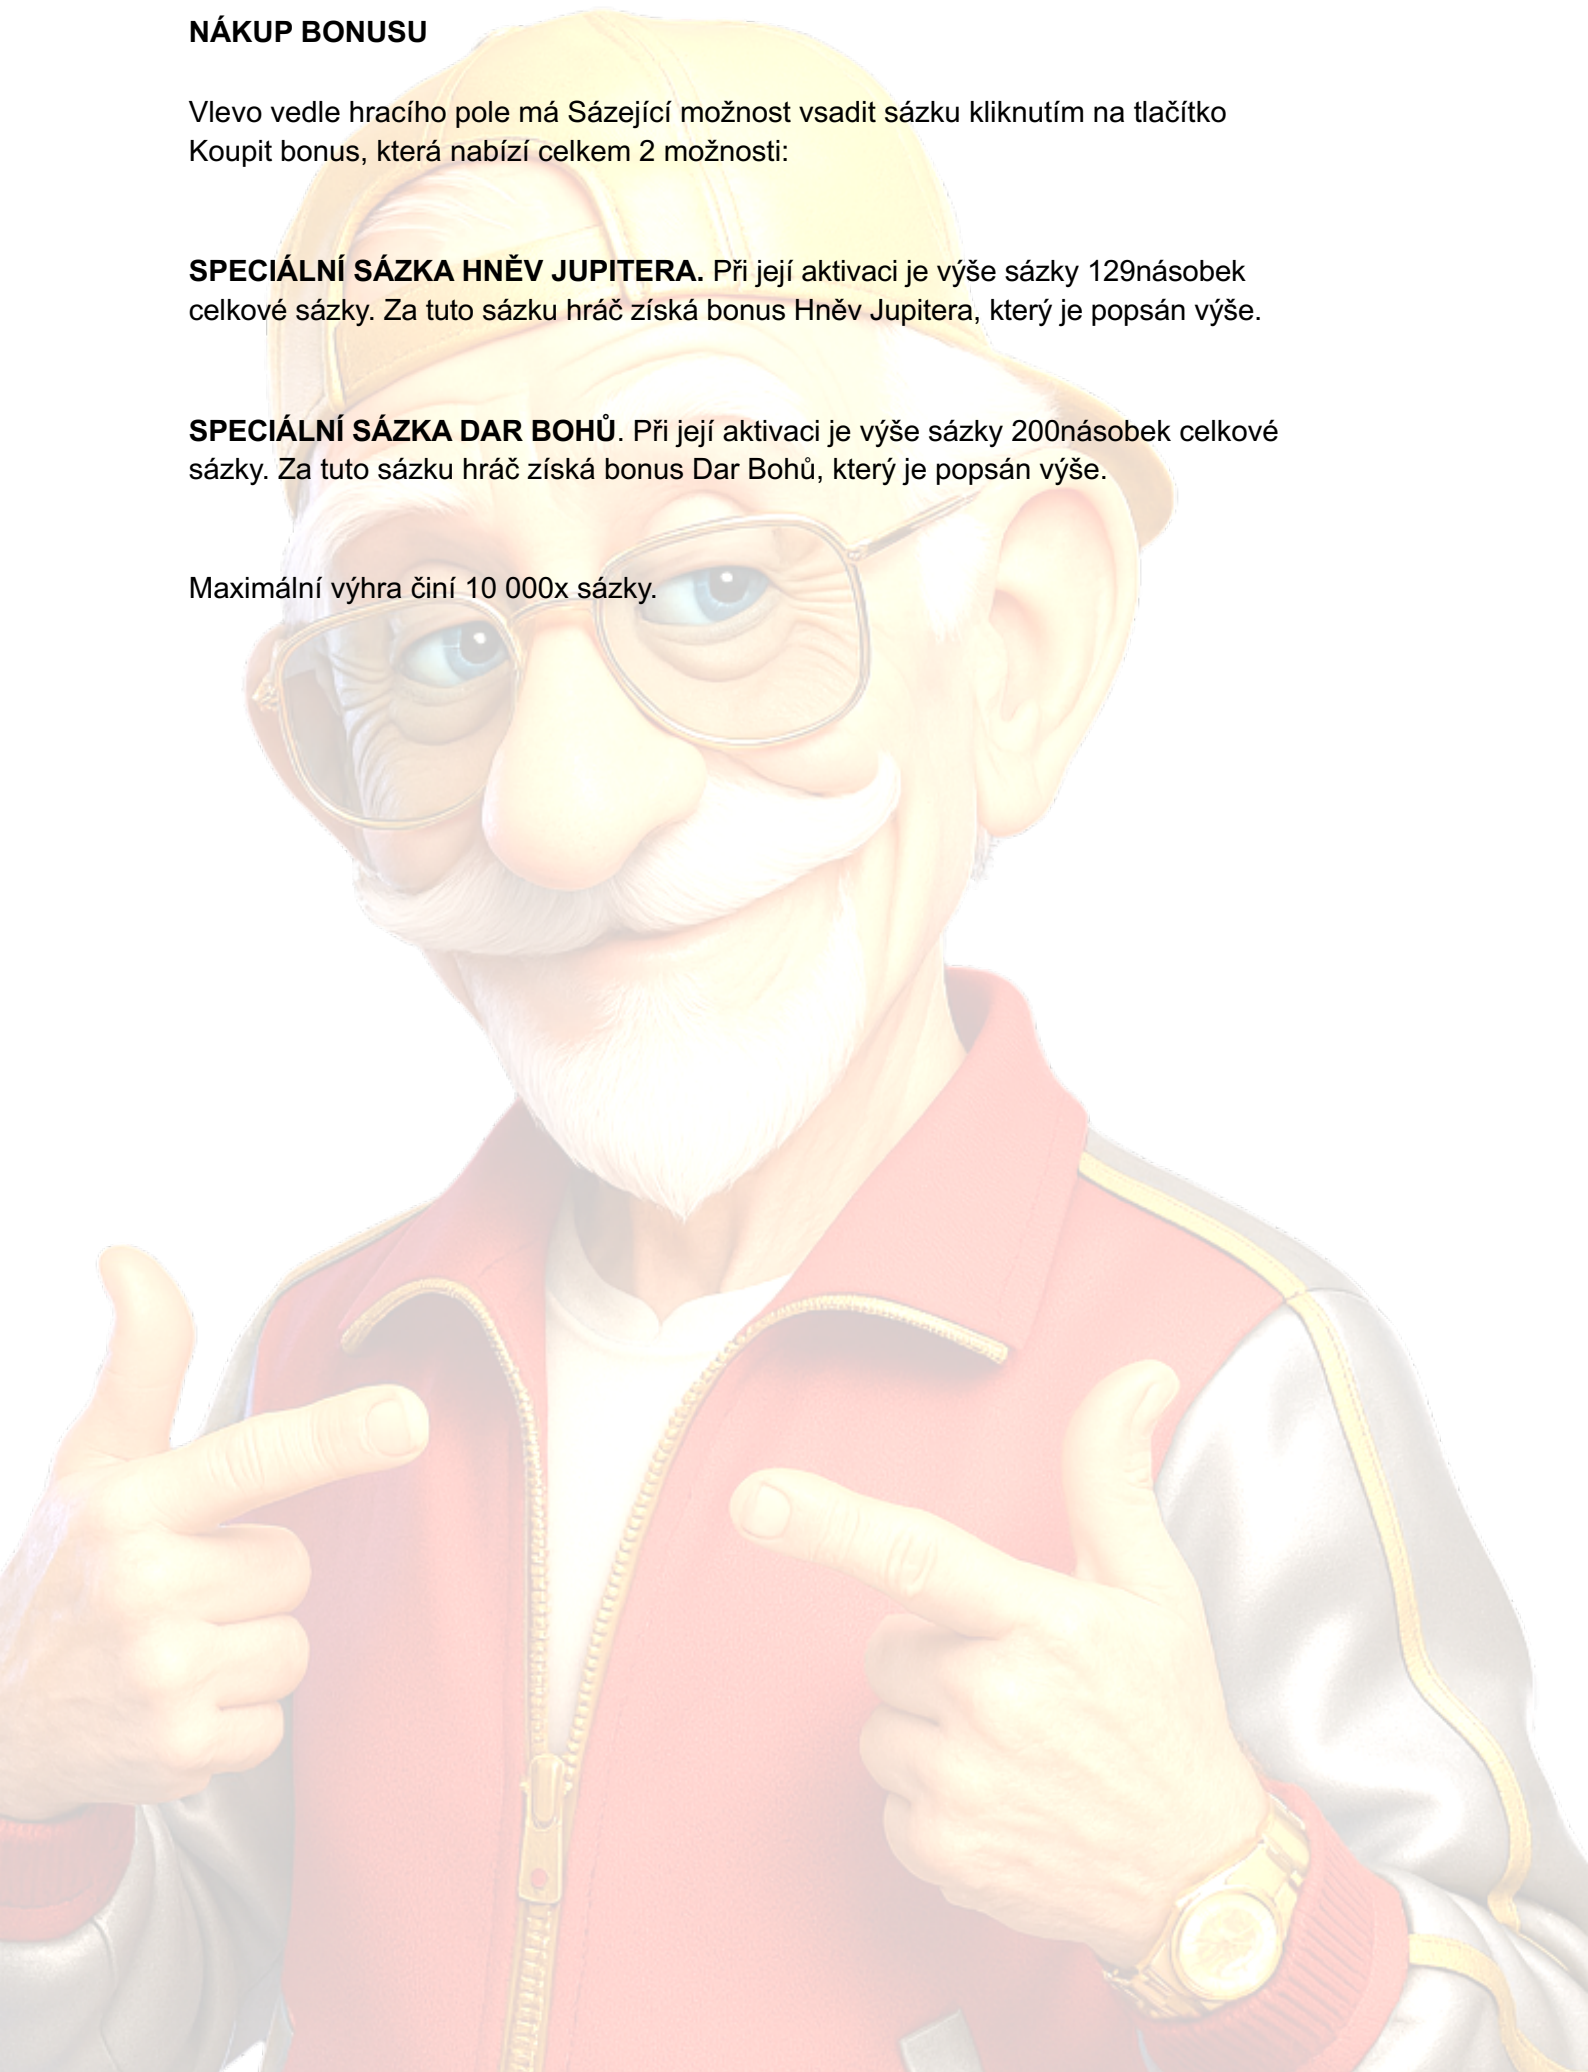 NÁKUP BONUSU
Vlevo vedle hracího pole má Sázející možnost vsadit sázku kliknutím na tlačítko
Koupit bonus, která nabízí celkem 2 možnosti:
SPECIÁLNÍ SÁZKA HNĚV JUPITERA. Při její aktivaci je výše sázky 129násobek
celkové sázky. Za tuto sázku hráč získá bonus Hněv Jupitera, který je popsán výše.
SPECIÁLNÍ SÁZKA DAR BOHŮ. Při její aktivaci je výše sázky 200násobek celkové
sázky. Za tuto sázku hráč získá bonus Dar Bohů, který je popsán výše.
Maximální výhra činí 10 000x sázky.